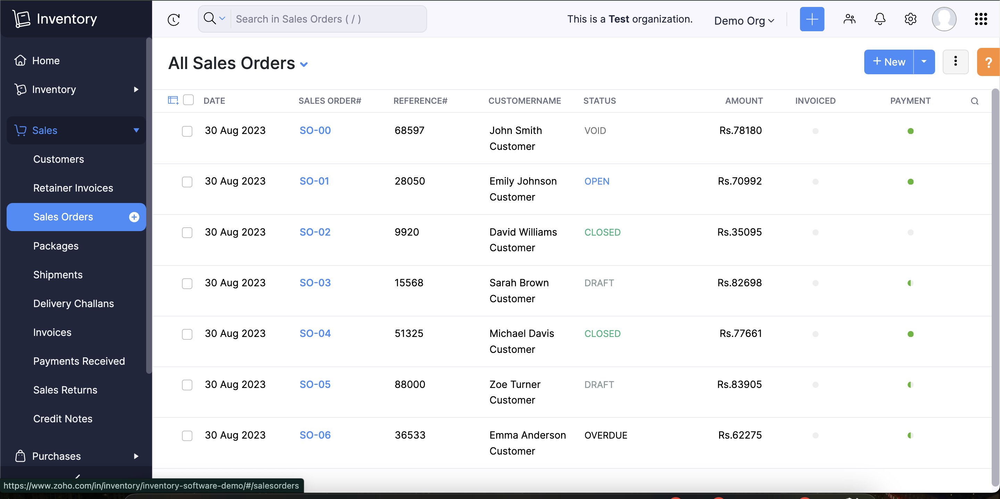 Inventory
Search in Sales Orders ( / )
This is a Test organization.
Demo Org
Home
Inventory
Sales
Customers
Retainer Invoices
Sales Orders
Packages
Shipments
Delivery Challans
Invoices
Payments Received
Sales Returns
Credit Notes
Purchases
All Sales Orders
+ New
?
DATE SALES ORDER# REFERENCE# CUSTOMERNAME STATUS AMOUNT INVOICED PAYMENT
30 Aug 2023 SO-00 68597 John Smith VOID Rs.78180
Customer
30 Aug 2023 SO-01 28050 Emily Johnson OPEN Rs.70992
Customer
30 Aug 2023 SO-02 9920 David Williams CLOSED Rs.35095
Customer
30 Aug 2023 SO-03 15568 Sarah Brown DRAFT Rs.82698
Customer
30 Aug 2023 SO-04 51325 Michael Davis CLOSED Rs.77661
Customer
30 Aug 2023 SO-05 88000 Zoe Turner DRAFT Rs.83905
Customer
30 Aug 2023 SO-06 36533 Emma Anderson OVERDUE Rs.62275
Customer
https://www.zoho.com/in/inventory/inventory-software-demo/#/salesorders